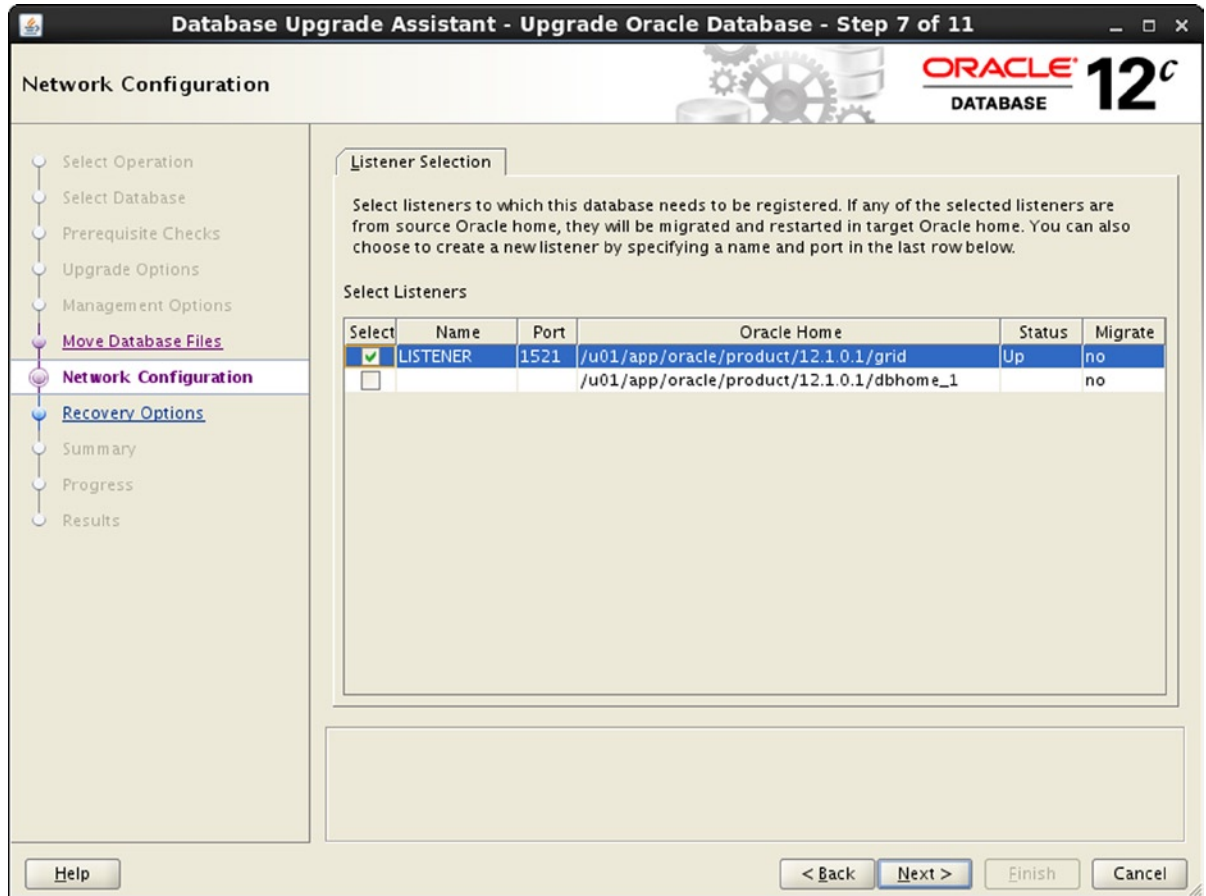 Database Upgrade Assistant - Upgrade Oracle Database - Step 7 of 11
Network Configuration
ORACLE
DATABASE
12c
Select Operation
Select Database
Prerequisite Checks
Upgrade Options
Management Options
Move Database Files
Network Configuration
Recovery Options
Summary
Progress
Results
Listener Selection
Select listeners to which this database needs to be registered. If any of the selected listeners are
from source Oracle home, they will be migrated and restarted in target Oracle home. You can also
choose to create a new listener by specifying a name and port in the last row below.
Select Listeners
Select Name Port Oracle Home Status Migrate
LISTENER 1521 /u01/app/oracle/product/12.1.0.1/grid Up no
/u01/app/oracle/product/12.1.0.1/dbhome_1 no
Help < Back Next > Finish Cancel